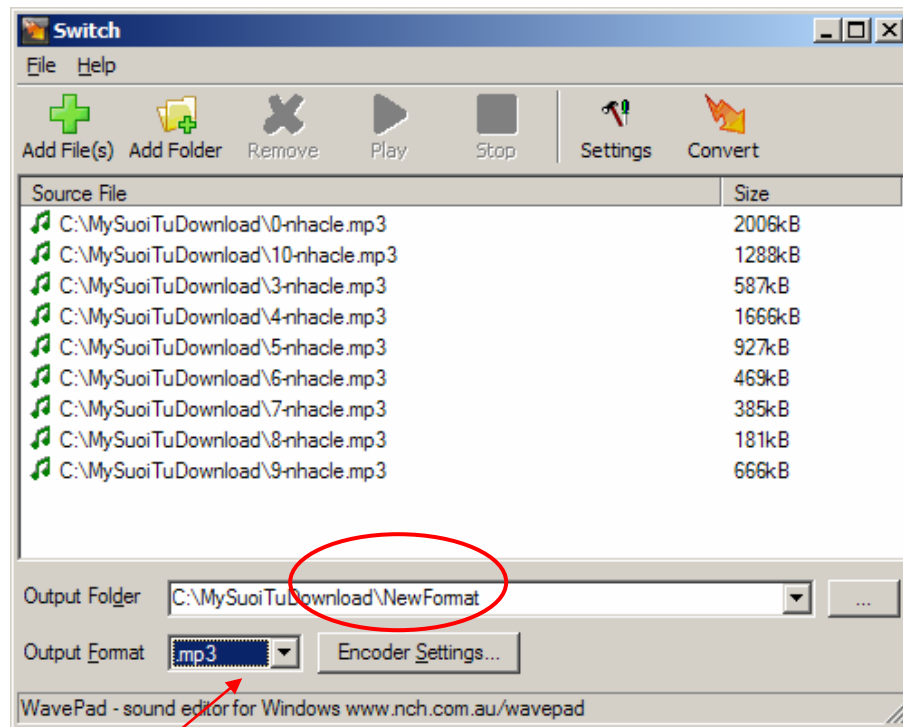 Switch
File Help
Add File(s) Add Folder Remove Play Stop Settings Convert
Source File Size
C:\MySuoiTuDownload\0-nhacle.mp3 2006kB
C:\MySuoiTuDownload\10-nhacle.mp3 1288kB
C:\MySuoiTuDownload\3-nhacle.mp3 587kB
C:\MySuoiTuDownload\4-nhacle.mp3 1666kB
C:\MySuoiTuDownload\5-nhacle.mp3 927kB
C:\MySuoiTuDownload\6-nhacle.mp3 469kB
C:\MySuoiTuDownload\7-nhacle.mp3 385kB
C:\MySuoiTuDownload\8-nhacle.mp3 181kB
C:\MySuoiTuDownload\9-nhacle.mp3 666kB
Output Folder C:\MySuoiTuDownload\NewFormat ...
Output Format .mp3 Encoder Settings...
WavePad - sound editor for Windows www.nch.com.au/wavepad